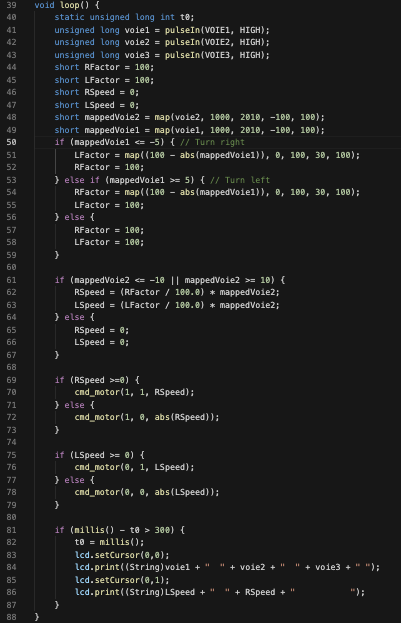 39 void loop() {
40 static unsigned long int t0;
41 unsigned long voie1 = pulseIn(VOIE1, HIGH);
42 unsigned long voie2 = pulseIn(VOIE2, HIGH);
43 unsigned long voie3 = pulseIn(VOIE3, HIGH);
44 short RFactor = 100;
45 short LFactor = 100;
46 short RSpeed = 0;
47 short LSpeed = 0;
48 short mappedVoie2 = map(voie2, 1000, 2010, -100, 100);
49 short mappedVoie1 = map(voie1, 1000, 2010, -100, 100);
50 if (mappedVoie1 <= -5) { // Turn right
51 LFactor = map((100 - abs(mappedVoie1)), 0, 100, 30, 100);
52 RFactor = 100;
53 } else if (mappedVoie1 >= 5) { // Turn left
54 RFactor = map((100 - abs(mappedVoie1)), 0, 100, 30, 100);
55 LFactor = 100;
56 } else {
57 RFactor = 100;
58 LFactor = 100;
59 }
60
61 if (mappedVoie2 <= -10 || mappedVoie2 >= 10) {
62 RSpeed = (RFactor / 100.0) * mappedVoie2;
63 LSpeed = (LFactor / 100.0) * mappedVoie2;
64 } else {
65 RSpeed = 0;
66 LSpeed = 0;
67 }
68
69 if (RSpeed >=0) {
70 cmd_motor(1, 1, RSpeed);
71 } else {
72 cmd_motor(1, 0, abs(RSpeed));
73 }
74
75 if (LSpeed >= 0) {
76 cmd_motor(0, 1, LSpeed);
77 } else {
78 cmd_motor(0, 0, abs(LSpeed));
79 }
80
81 if (millis() - t0 > 300) {
82 t0 = millis();
83 lcd.setCursor(0,0);
84 lcd.print((String)voie1 + "  " + voie2 + "  " + voie3 + " ");
85 lcd.setCursor(0,1);
86 lcd.print((String)LSpeed + "  " + RSpeed + "           ");
87 }
88 }